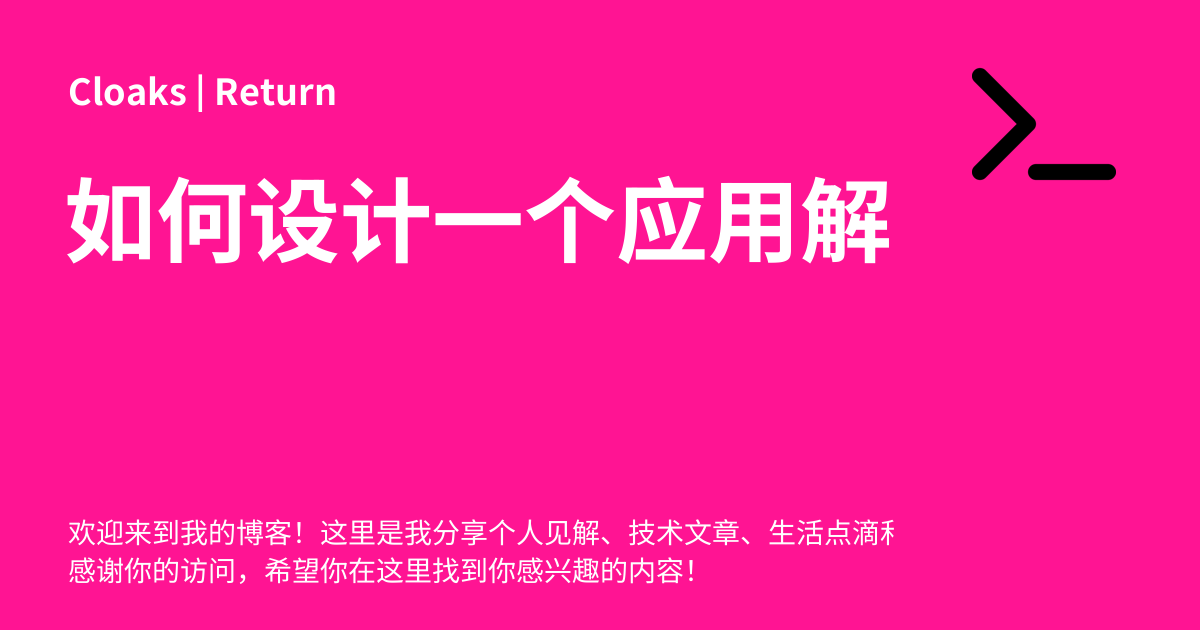 Cloaks | Return
如何设计一个应用解
欢迎来到我的博客！这里是我分享个人见解、技术文章、生活点滴
感谢你的访问，希望你在这里找到你感兴趣的内容！